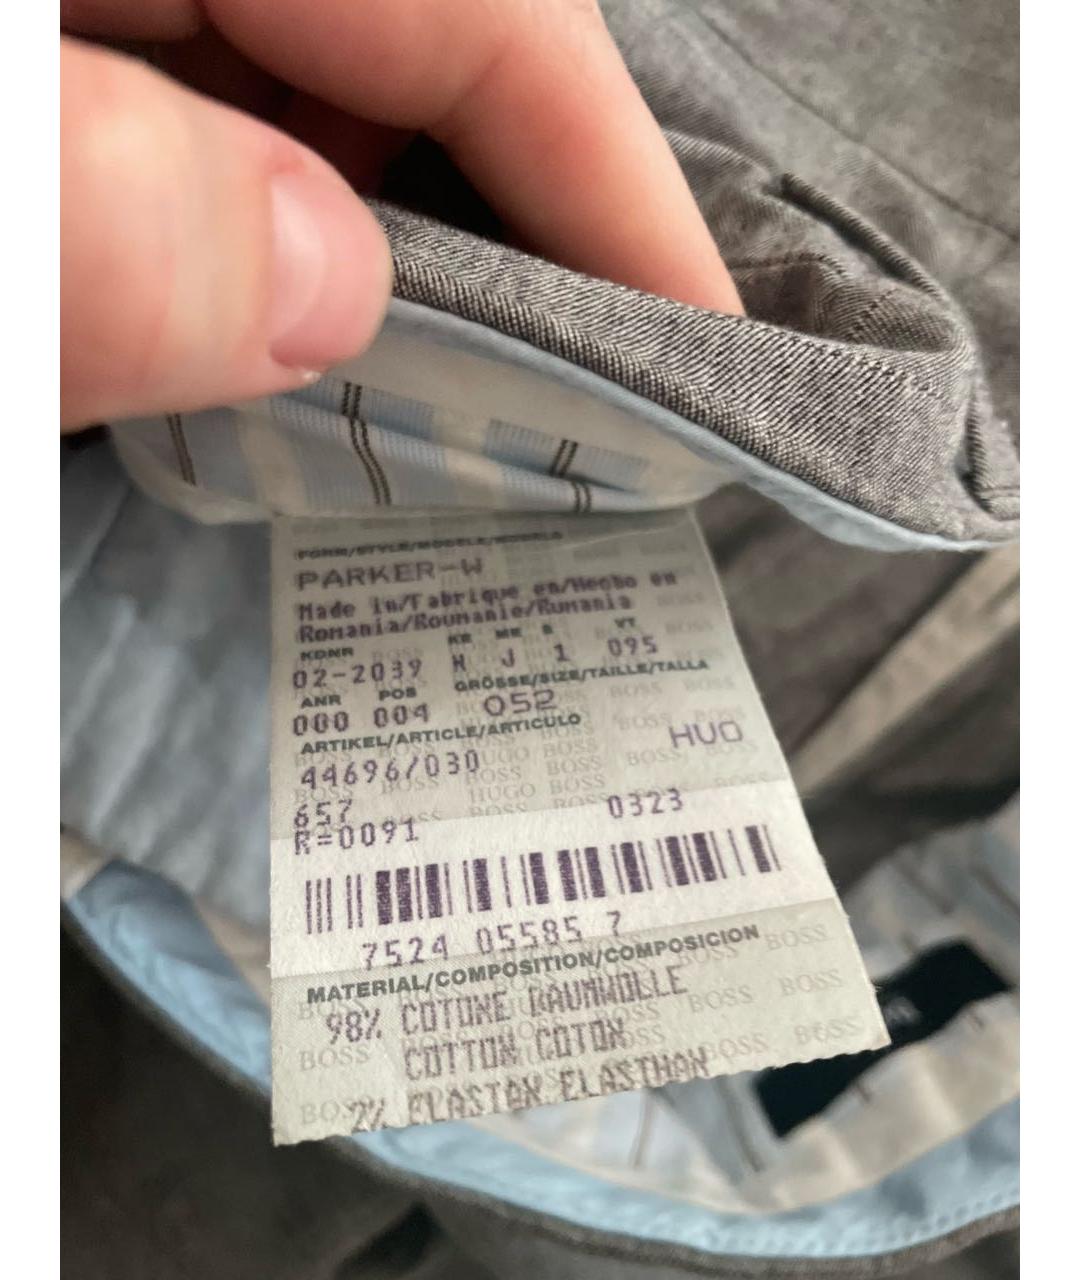 FORM/STYLE/MODELE/MODELO
PARKER-W
Made in/Fabrique en/Hecho en
Romania/Roumanie/Rumania
KDNR KE ME S VT
02-2039 H J 1 095
ANR POS GRÖSSE/SIZE/TAILLE/TALLA
000 004 052
ARTIKEL/ARTICLE/ARTICULO
44696/030 HUO
657 0323
R=0091
7524 05585 7
MATERIAL/COMPOSITION/COMPOSICION
98% COTONE BAUMWOLLE
COTTON COTON
2% ELASTAN ELASTHAN